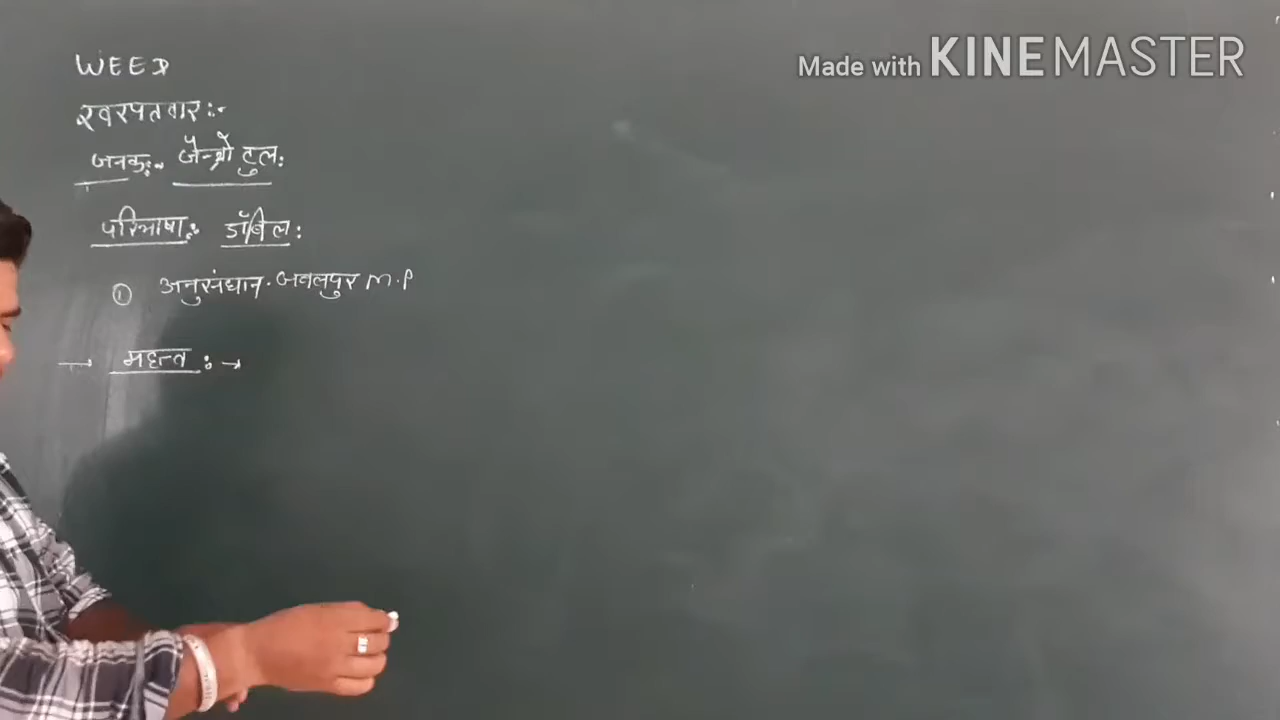 WEED
Made with KINEMASTER
खरपतवार:-
जनक:- जैन्थ्रो टुल:
परिभाषा:- डॉबिल:
① अनुसंधान. जबलपुर M.P
→ महत्व :→